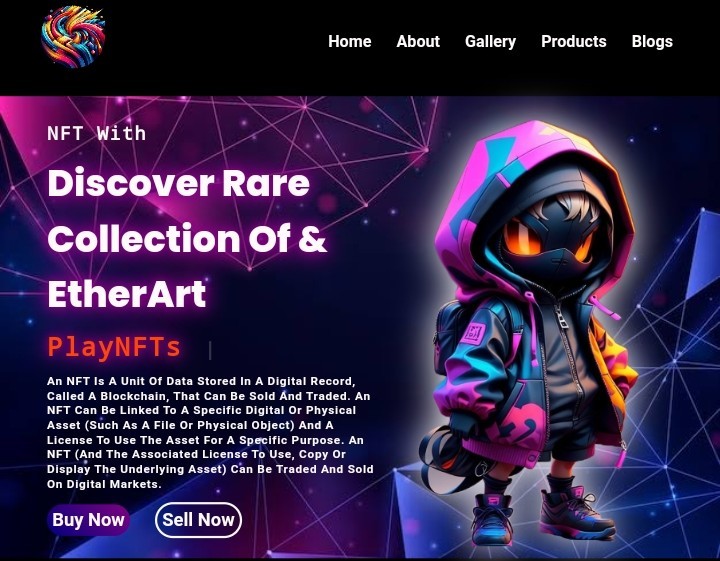 Home About Gallery Products Blogs
NFT With
Discover Rare
Collection Of &
EtherArt
PlayNFTs |
An NFT Is A Unit Of Data Stored In A Digital Record,
Called A Blockchain, That Can Be Sold And Traded. An
NFT Can Be Linked To A Specific Digital Or Physical
Asset (Such As A File Or Physical Object) And A
License To Use The Asset For A Specific Purpose. An
NFT (And The Associated License To Use, Copy Or
Display The Underlying Asset) Can Be Traded And Sold
On Digital Markets.
Buy Now Sell Now